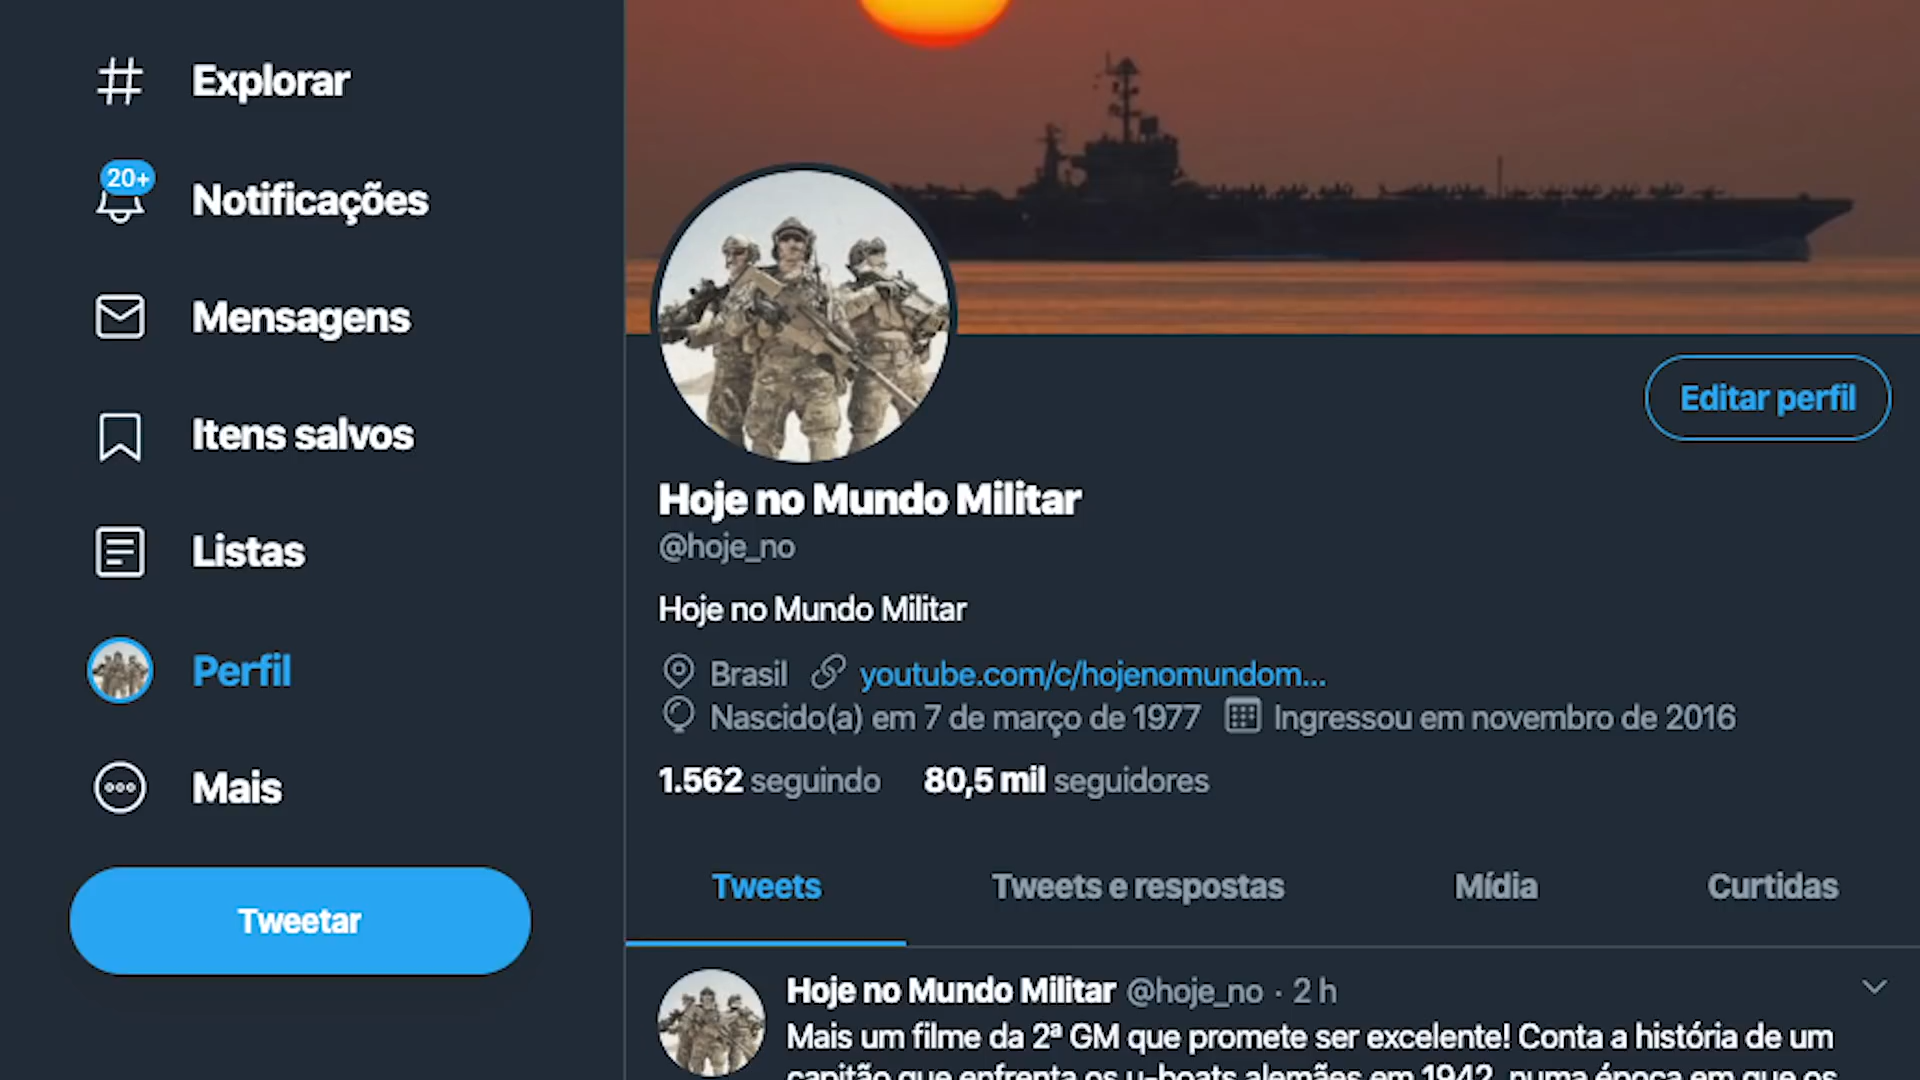 Explorar
20+
Notificações
Mensagens
Itens salvos
Listas
Perfil
Mais
Tweetar
Editar perfil
Hoje no Mundo Militar
@hoje_no
Hoje no Mundo Militar
Brasil youtube.com/c/hojenomundom...
Nascido(a) em 7 de março de 1977 Ingressou em novembro de 2016
1.562 seguindo 80,5 mil seguidores
Tweets Tweets e respostas Mídia Curtidas
Hoje no Mundo Militar @hoje_no · 2 h
Mais um filme da 2ª GM que promete ser excelente! Conta a história de um
capitão que enfrenta os u-boats alemães em 1942, numa época em que os